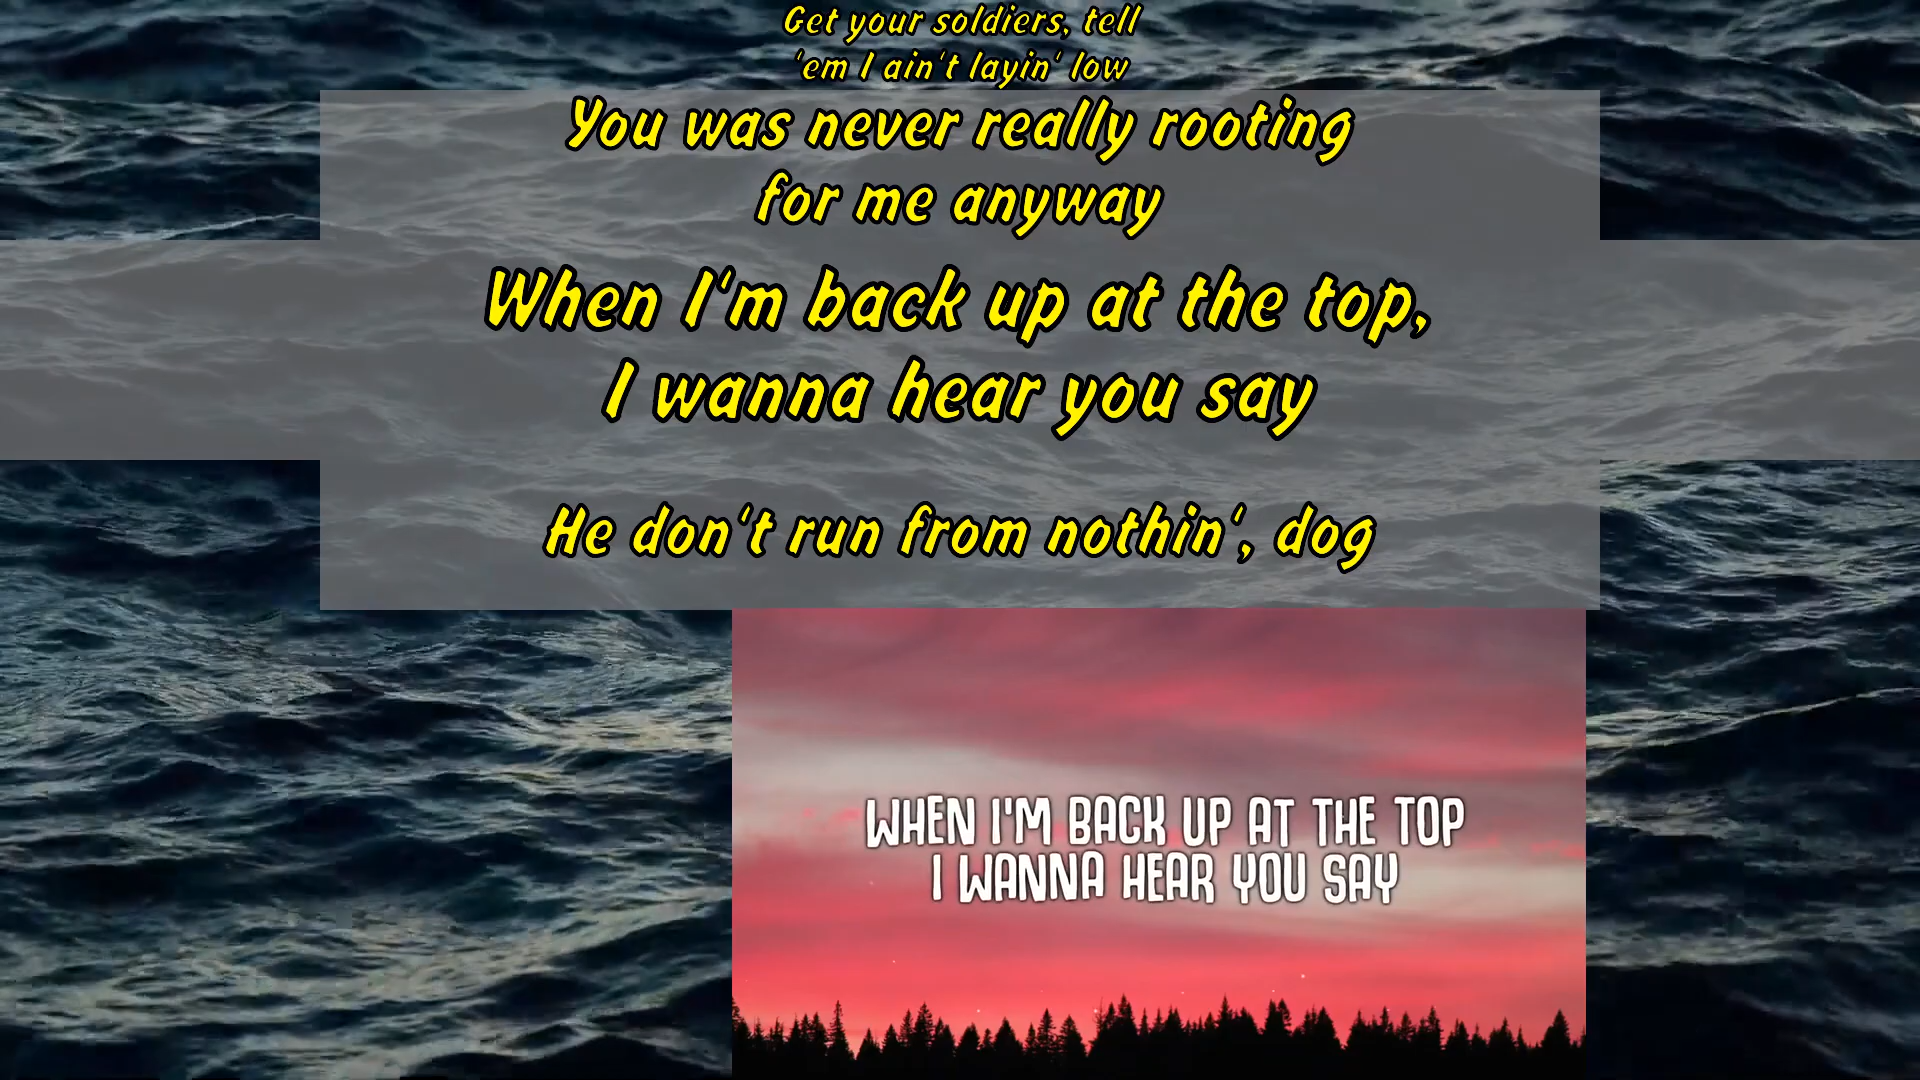 Get your soldiers, tell
'em I ain't layin' low
You was never really rooting
for me anyway
When I'm back up at the top,
I wanna hear you say
He don't run from nothin', dog
WHEN I'M BACK UP AT THE TOP
I WANNA HEAR YOU SAY